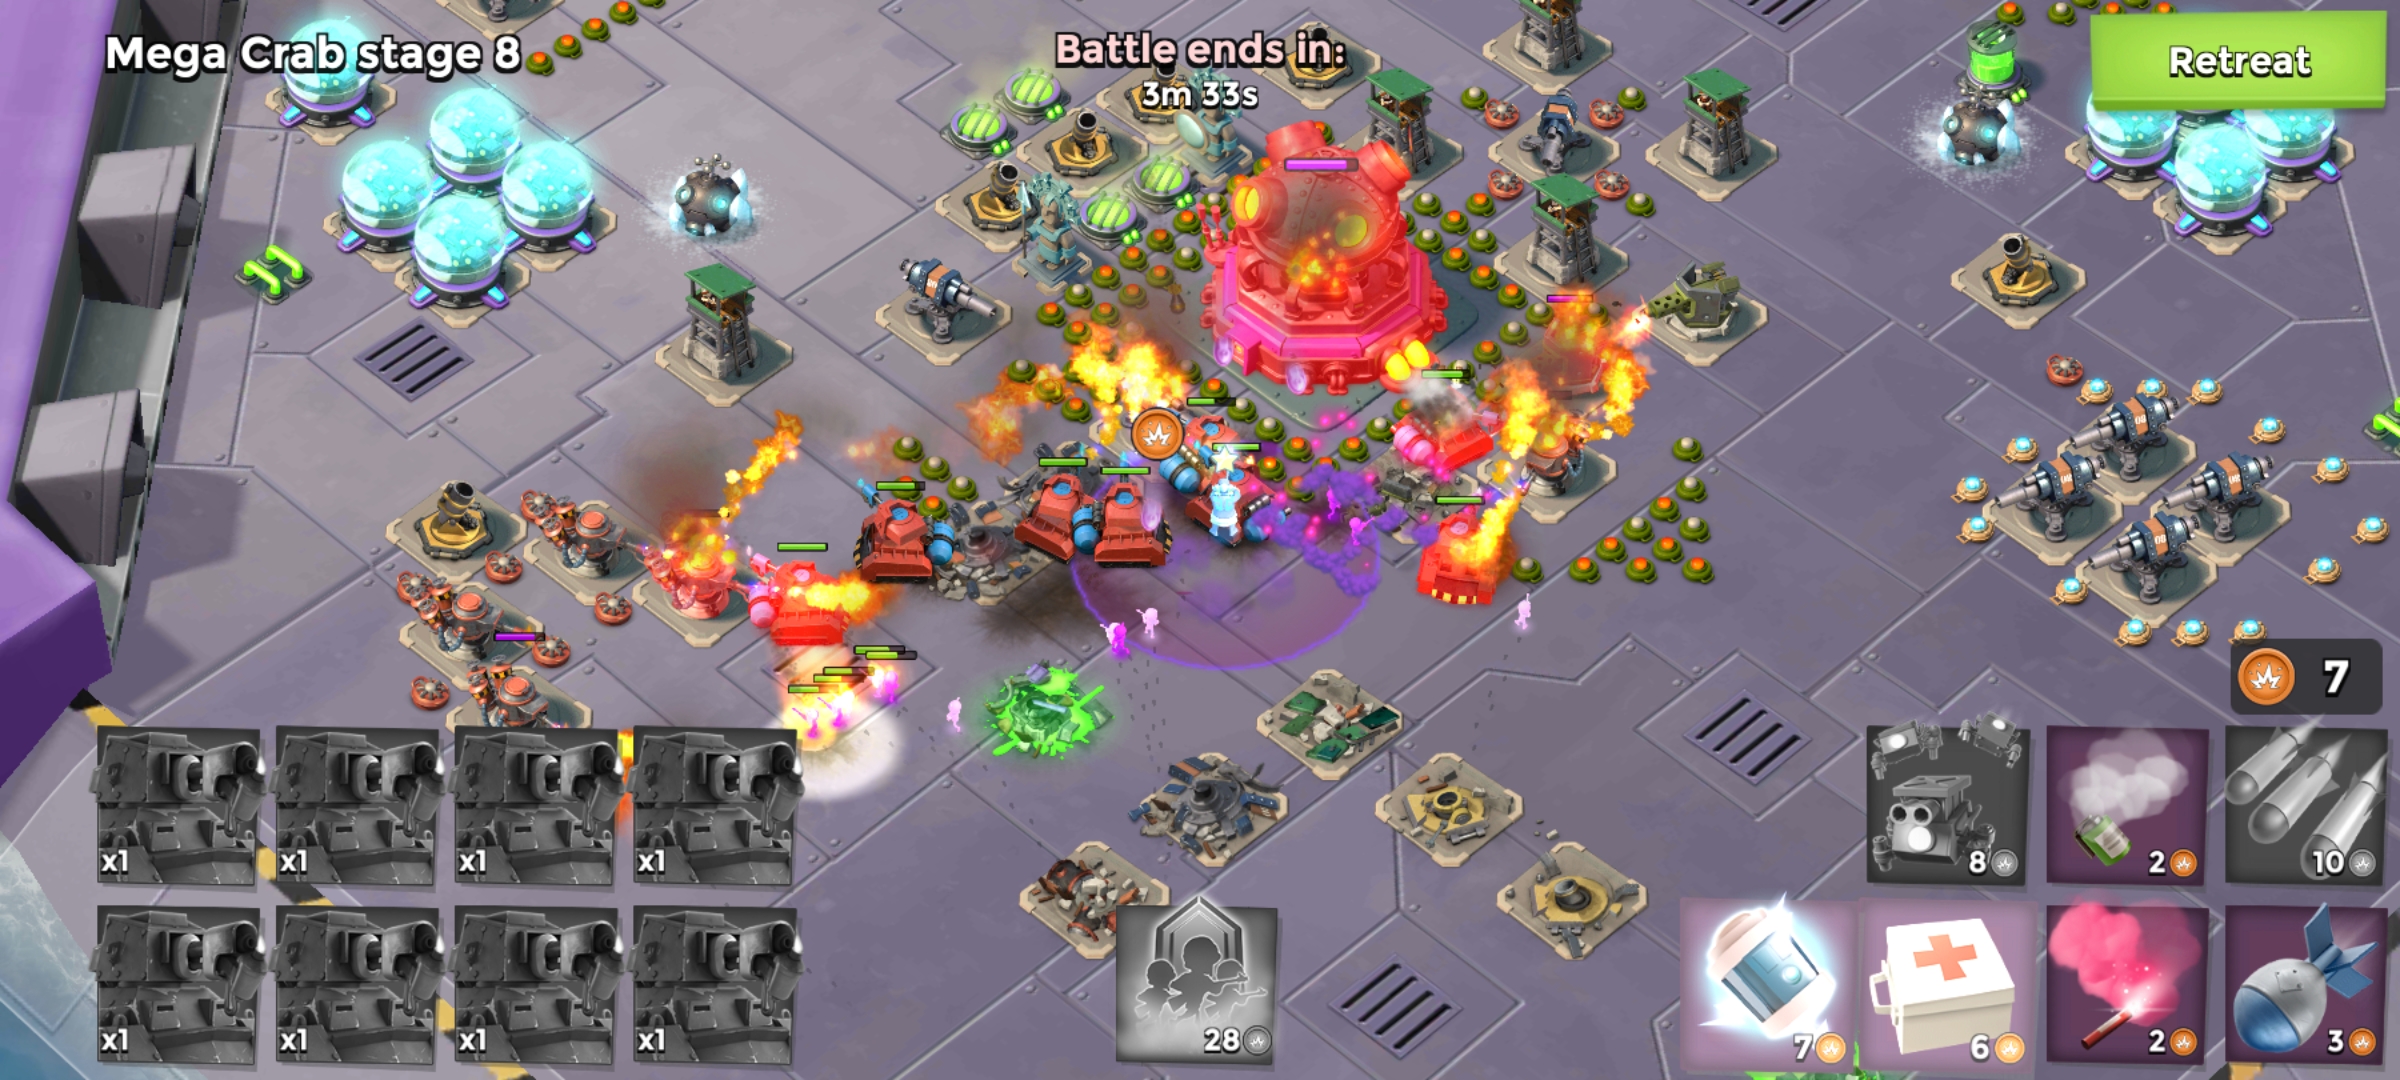 Mega Crab stage 8
Battle ends in:
3m 33s
Retreat
7
x1
x1
x1
x1
8
2
10
x1
x1
x1
x1
28
7
6
2
3